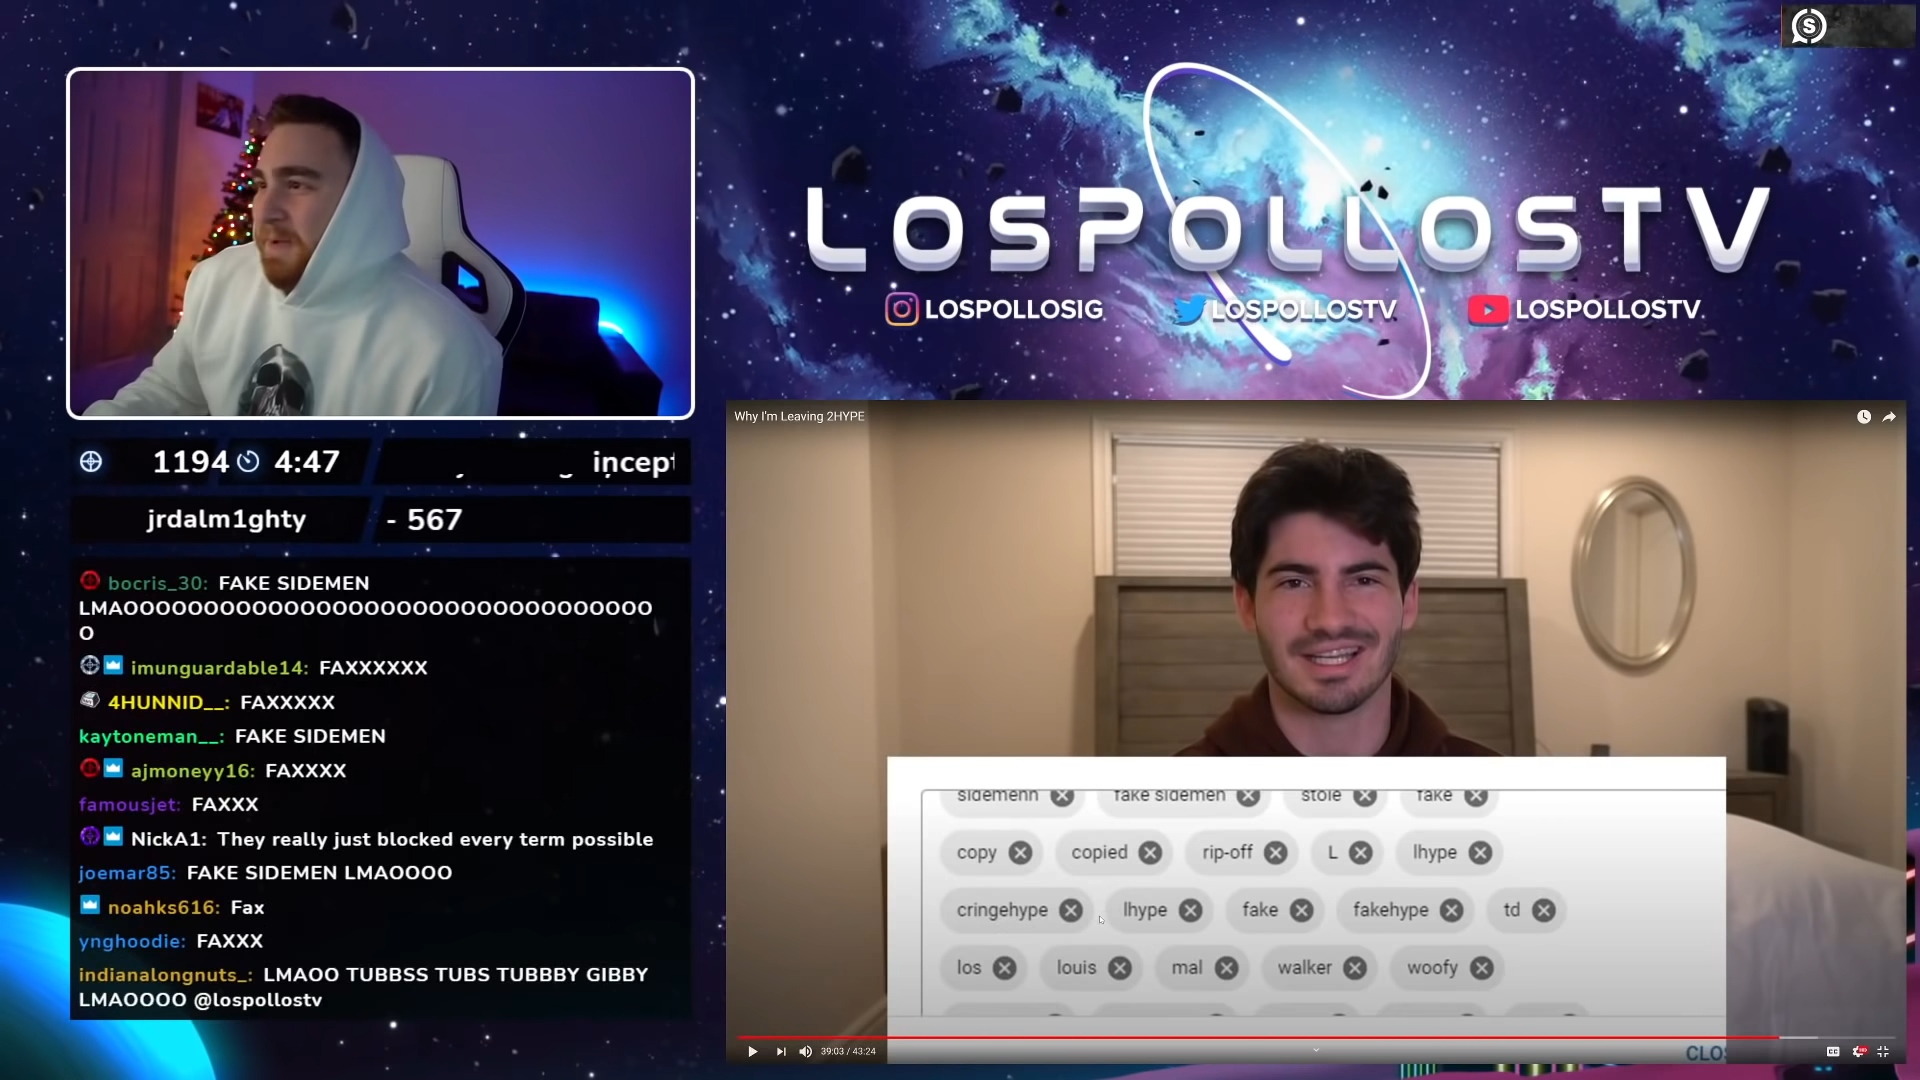 LOSPOLLOSTV
LOSPOLLOSIG
LOSPOLLOSTV
LOSPOLLOSTV
1194
4:47
incept
jrdalm1ghty
- 567
bocris_30: FAKE SIDEMEN
LMAOOOOOOOOOOOOOOOOOOOOOOOOOOOOOOOOO
O
imunguardable14: FAXXXXXX
4HUNNID__: FAXXXXX
kaytoneman__: FAKE SIDEMEN
ajmoneyy16: FAXXXX
famousjet: FAXXX
NickA1: They really just blocked every term possible
joemar85: FAKE SIDEMEN LMAOOOO
noahks616: Fax
ynghoodie: FAXXX
indianalongnuts_: LMAOO TUBBSS TUBS TUBBBY GIBBY
LMAOOOO @lospollostv
Why I'm Leaving 2HYPE
sidemenn fake sidemen stole fake
copy copied rip-off L lhype
cringehype lhype fake fakehype td
los louis mal walker woofy
CLOS
39:03 / 43:24